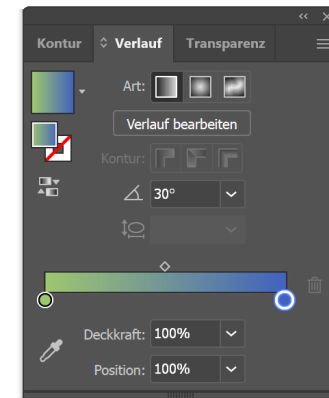 Kontur Verlauf Transparenz
Art:
Verlauf bearbeiten
Kontur:
30°
Deckkraft: 100%
Position: 100%